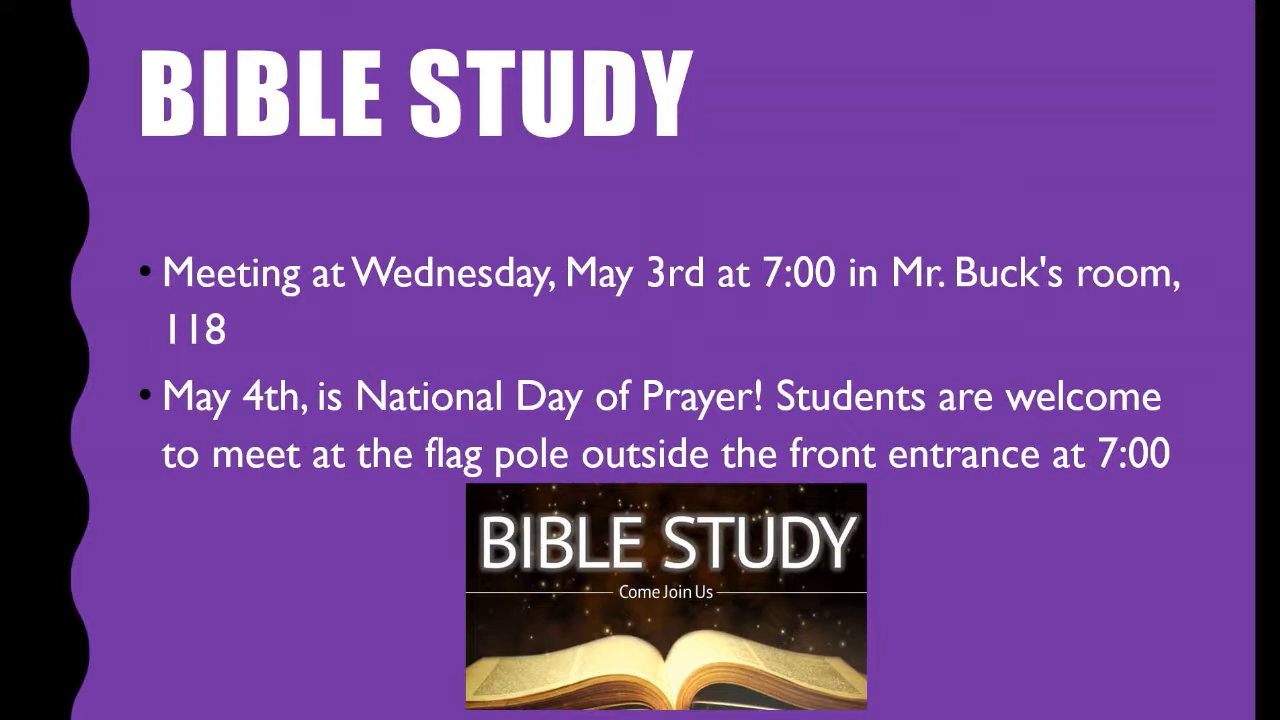 BIBLE STUDY
• Meeting at Wednesday, May 3rd at 7:00 in Mr. Buck's room,
118
• May 4th, is National Day of Prayer! Students are welcome
to meet at the flag pole outside the front entrance at 7:00
BIBLE STUDY
Come Join Us